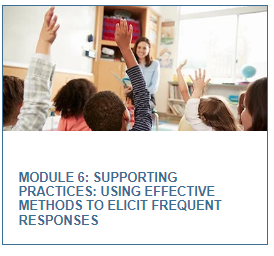 MODULE 6: SUPPORTING
PRACTICES: USING EFFECTIVE
METHODS TO ELICIT FREQUENT
RESPONSES